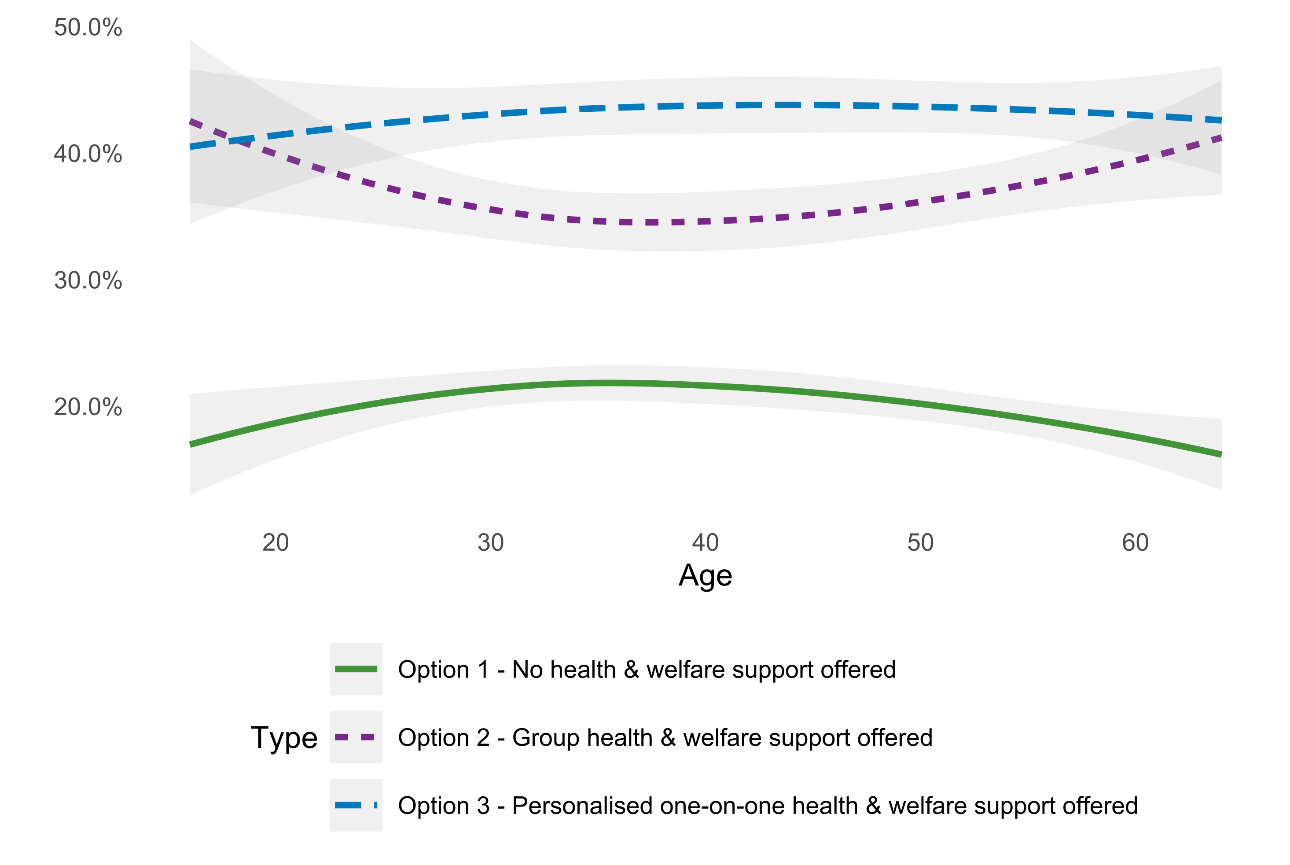 50.0%
40.0%
30.0%
20.0%
20 30 40 50 60
Age
Type
Option 1 - No health & welfare support offered
Option 2 - Group health & welfare support offered
Option 3 - Personalised one-on-one health & welfare support offered